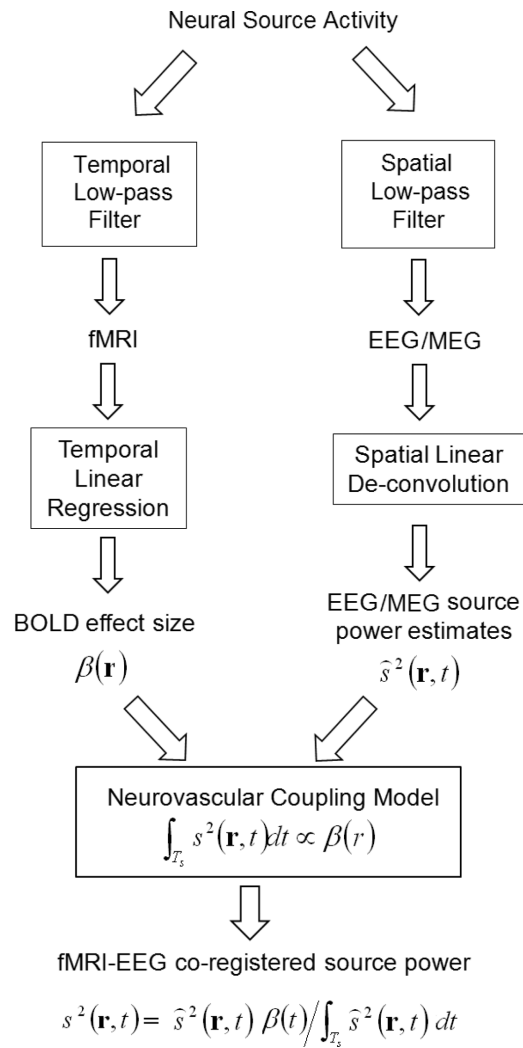 Neural Source Activity
Temporal
Low-pass
Filter
Spatial
Low-pass
Filter
fMRI
EEG/MEG
Temporal
Linear
Regression
Spatial Linear
De-convolution
BOLD effect size
β(𝐫)
EEG/MEG source
power estimates
ŝ²(𝐫, t)
Neurovascular Coupling Model
∫_{T_s} s²(𝐫, t)dt ∝ β(r)
fMRI-EEG co-registered source power
s²(𝐫, t) = ŝ²(𝐫, t) β(t)/∫_{T_s} ŝ²(𝐫, t) dt